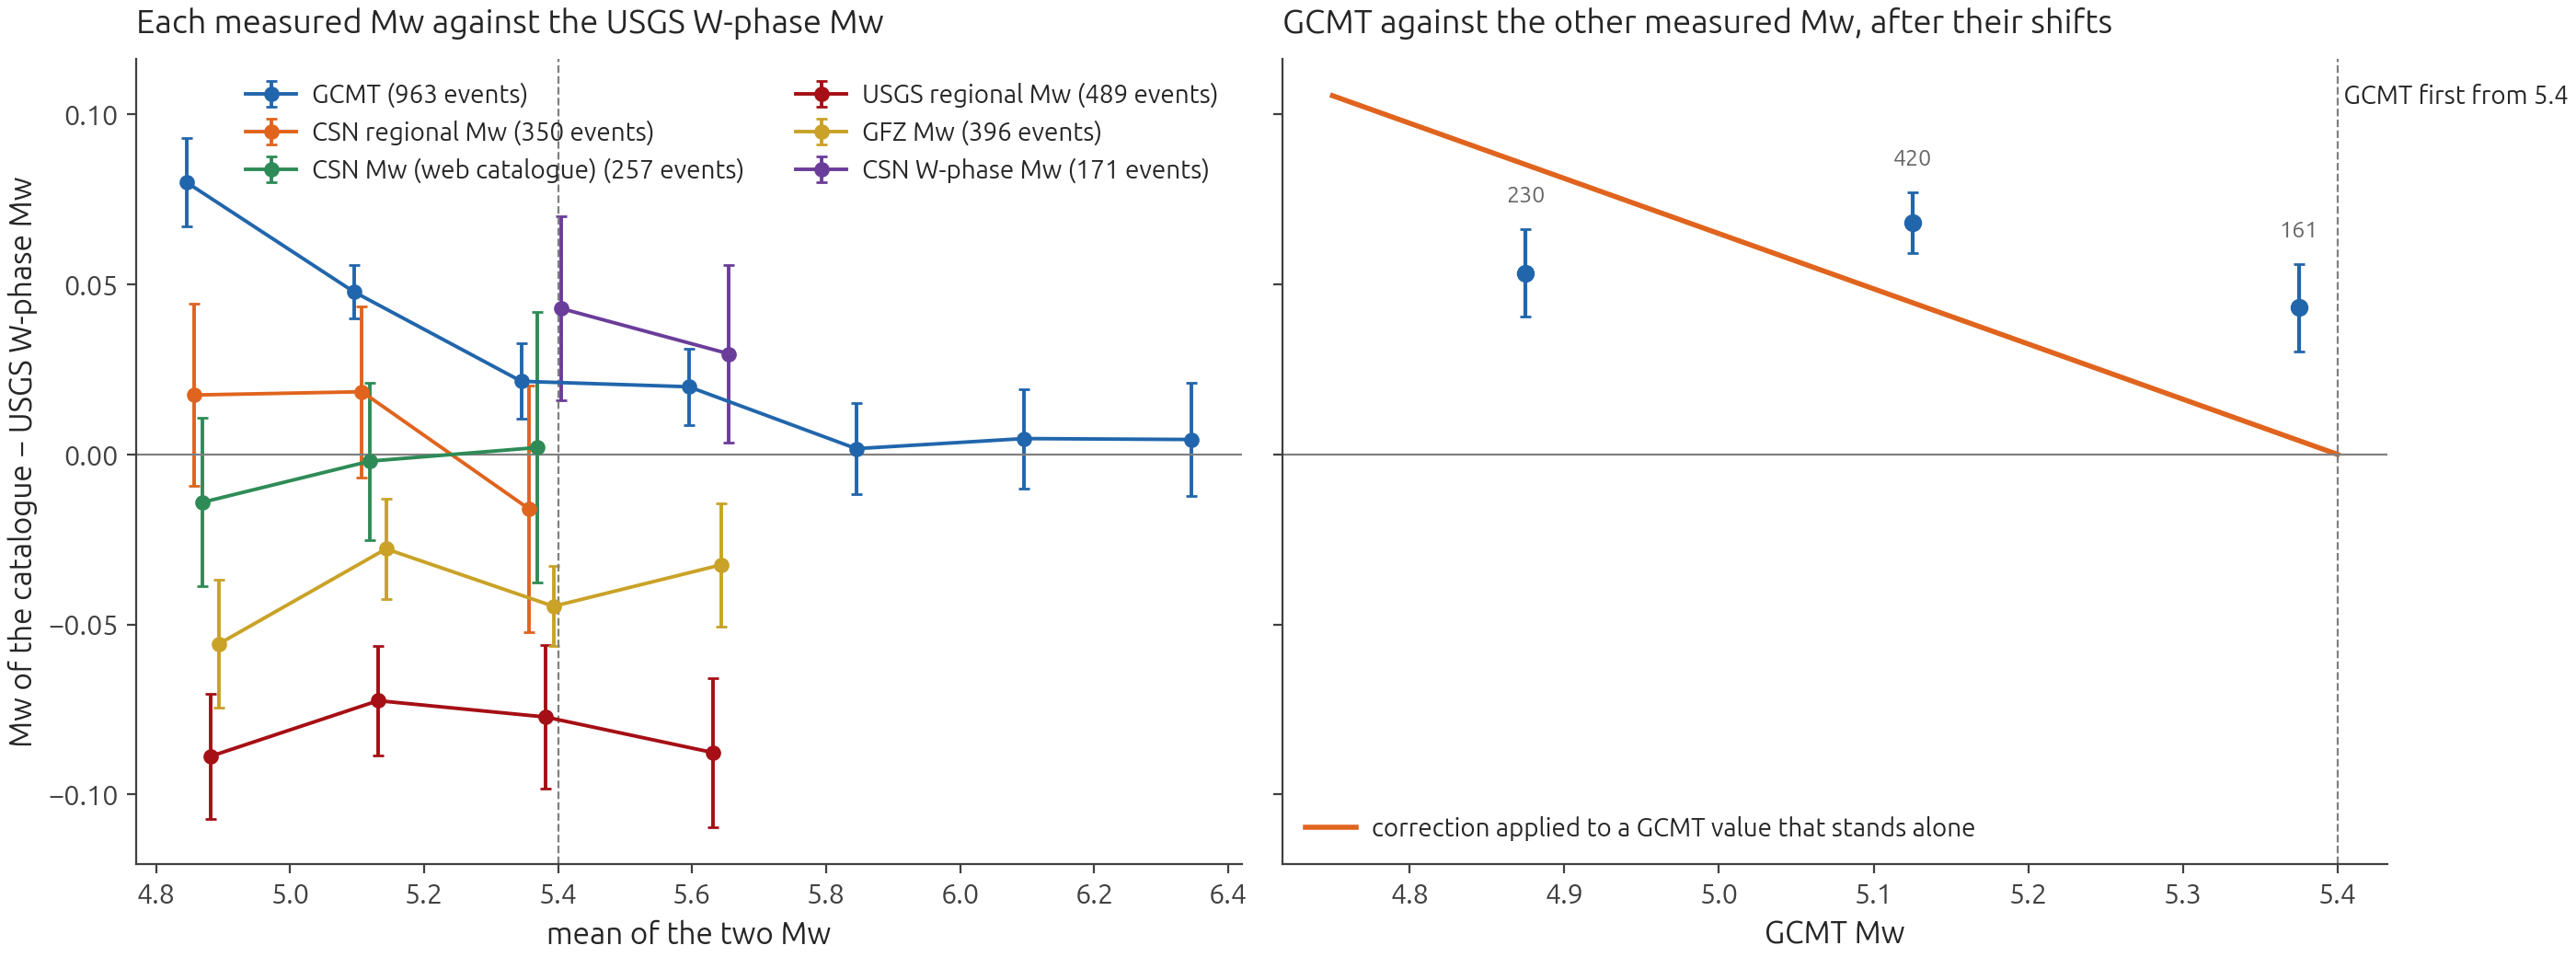 Each measured Mw against the USGS W-phase Mw
GCMT (963 events)
CSN regional Mw (350 events)
CSN Mw (web catalogue) (257 events)
USGS regional Mw (489 events)
GFZ Mw (396 events)
CSN W-phase Mw (171 events)
Mw of the catalogue – USGS W-phase Mw
0.10
0.05
0.00
−0.05
−0.10
4.8 5.0 5.2 5.4 5.6 5.8 6.0 6.2 6.4
mean of the two Mw
GCMT against the other measured Mw, after their shifts
GCMT first from 5.4
230
420
161
correction applied to a GCMT value that stands alone
4.8 4.9 5.0 5.1 5.2 5.3 5.4
GCMT Mw